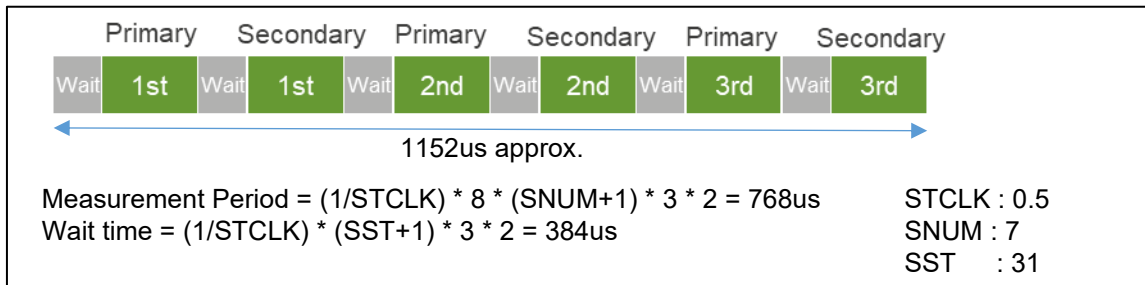 Primary Secondary Primary Secondary Primary Secondary
Wait 1st Wait 1st Wait 2nd Wait 2nd Wait 3rd Wait 3rd
1152us approx.
Measurement Period = (1/STCLK) * 8 * (SNUM+1) * 3 * 2 = 768us
Wait time = (1/STCLK) * (SST+1) * 3 * 2 = 384us
STCLK : 0.5
SNUM : 7
SST : 31